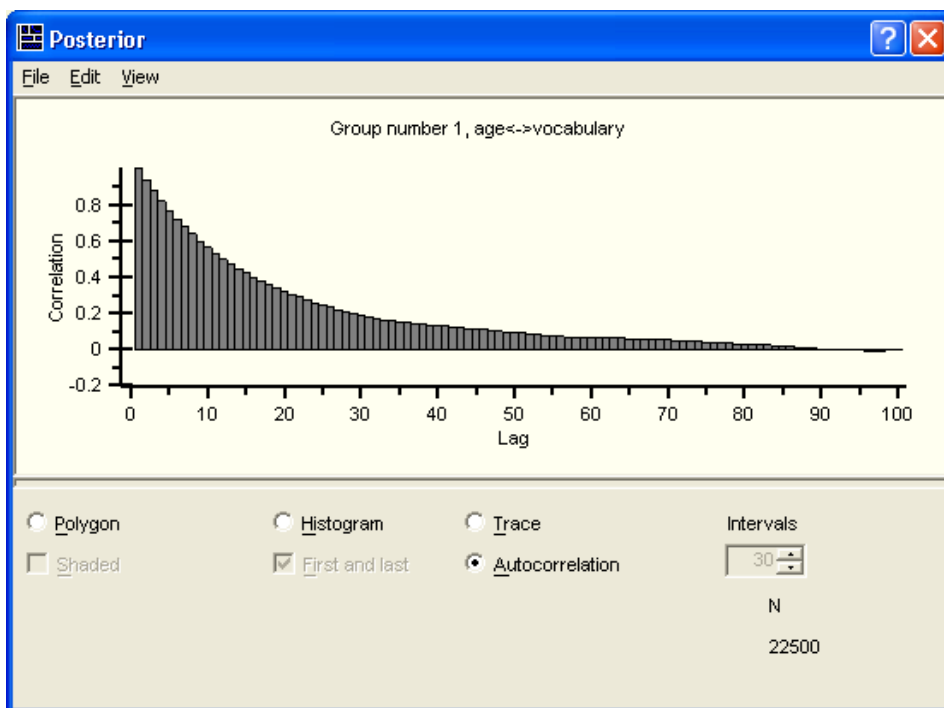 Posterior
File Edit View
Group number 1, age<->vocabulary
Correlation
0.8
0.6
0.4
0.2
0
-0.2
0 10 20 30 40 50 60 70 80 90 100
Lag
Polygon Histogram Trace Intervals
Shaded First and last Autocorrelation 30
N
22500